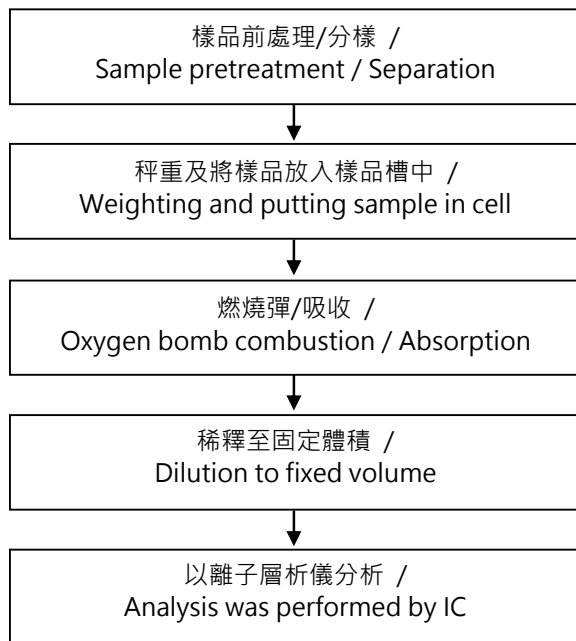 樣品前處理/分樣 /
Sample pretreatment / Separation
秤重及將樣品放入樣品槽中 /
Weighting and putting sample in cell
燃燒彈/吸收 /
Oxygen bomb combustion / Absorption
稀釋至固定體積 /
Dilution to fixed volume
以離子層析儀分析 /
Analysis was performed by IC